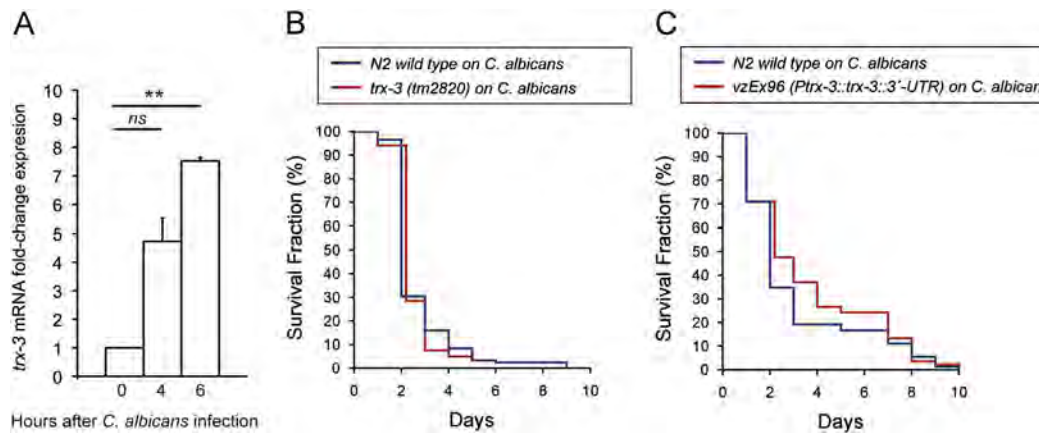 A
trx-3 mRNA fold-change expression
10
9
8
7
6
5
4
3
2
1
0
**
ns
0 4 6
Hours after C. albicans infection
B
N2 wild type on C. albicans
trx-3 (tm2820) on C. albicans
Survival Fraction (%)
100
90
80
70
60
50
40
30
20
10
0
0 2 4 6 8 10
Days
C
N2 wild type on C. albicans
vzEx96 (Ptrx-3::trx-3::3'-UTR) on C. albican
Survival Fraction (%)
100
90
80
70
60
50
40
30
20
10
0
0 2 4 6 8 10
Days